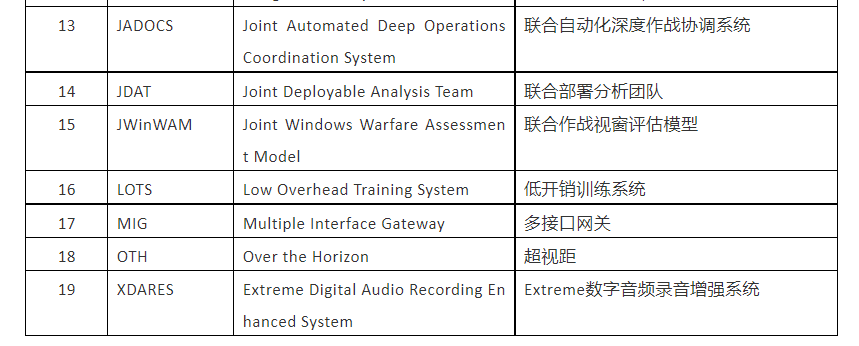 13 JADOCS Joint Automated Deep Operations 联合自动化深度作战协调系统
Coordination System
14 JDAT Joint Deployable Analysis Team 联合部署分析团队
15 JWinWAM Joint Windows Warfare Assessmen 联合作战视窗评估模型
t Model
16 LOTS Low Overhead Training System 低开销训练系统
17 MIG Multiple Interface Gateway 多接口网关
18 OTH Over the Horizon 超视距
19 XDARES Extreme Digital Audio Recording En Extreme数字音频录音增强系统
hanced System